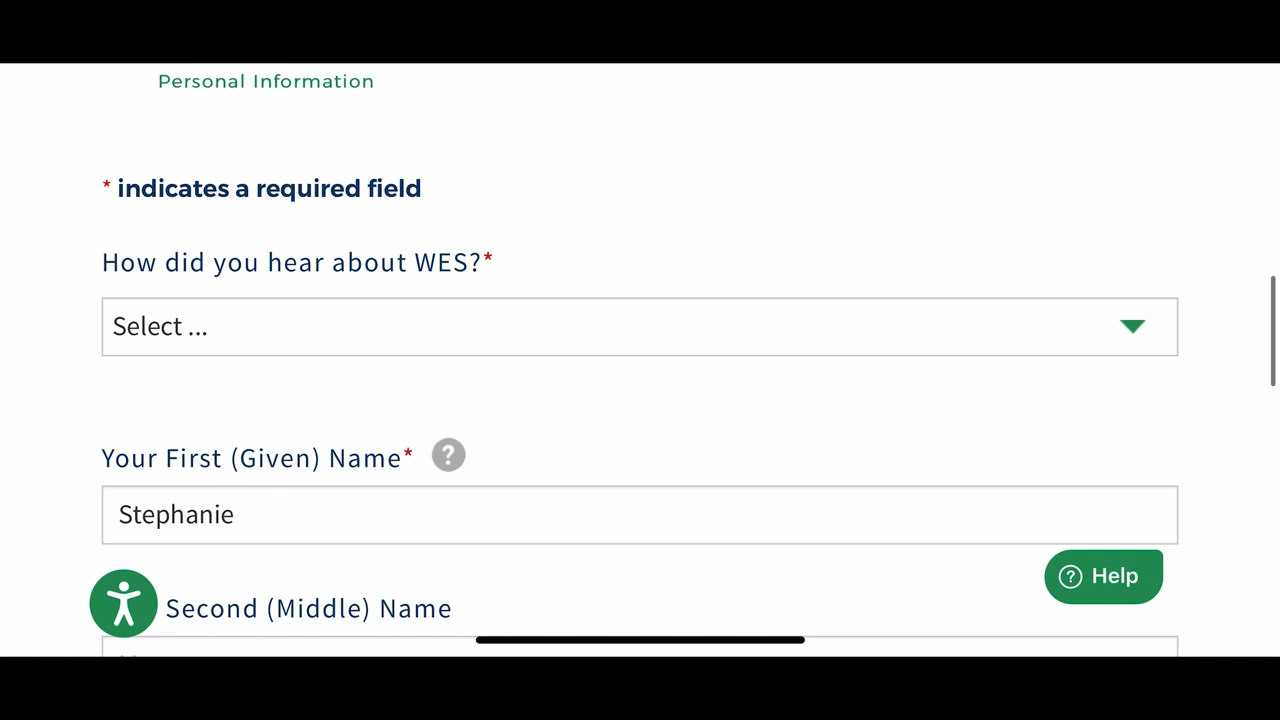 Personal Information
* indicates a required field
How did you hear about WES?*
Select ...
Your First (Given) Name* ?
Stephanie
? Help
Second (Middle) Name